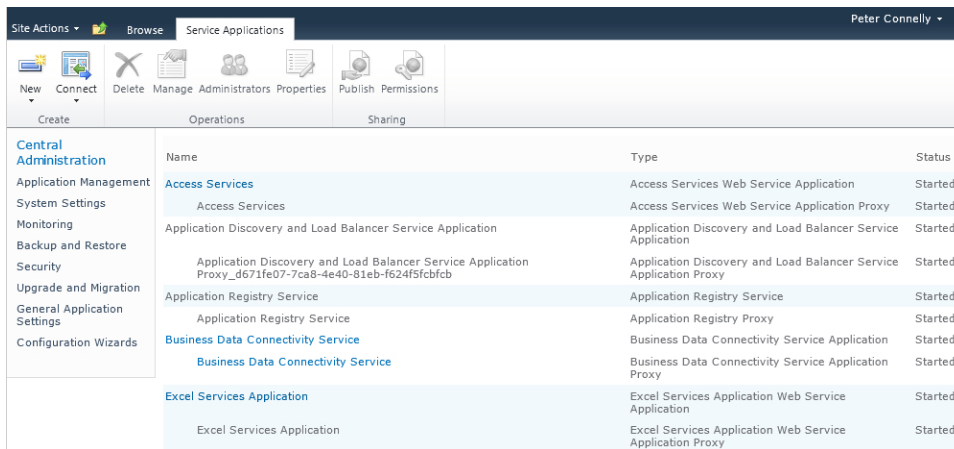 Peter Connelly
Site Actions Browse Service Applications
New Connect Delete Manage Administrators Properties Publish Permissions
Create Operations Sharing
Central
Administration
Application Management
System Settings
Monitoring
Backup and Restore
Security
Upgrade and Migration
General Application
Settings
Configuration Wizards
Name Type Status
Access Services Access Services Web Service Application Started
Access Services Access Services Web Service Application Proxy Started
Application Discovery and Load Balancer Service Application Application Discovery and Load Balancer Service Started
Application
Application Discovery and Load Balancer Service Application Application Discovery and Load Balancer Service Started
Proxy_d671fe07-7ca8-4e40-81eb-f624f5fcbfcb Application Proxy
Application Registry Service Application Registry Service Started
Application Registry Service Application Registry Proxy Started
Business Data Connectivity Service Business Data Connectivity Service Application Started
Business Data Connectivity Service Business Data Connectivity Service Application Started
Proxy
Excel Services Application Excel Services Application Web Service Started
Application
Excel Services Application Excel Services Application Web Service Started
Application Proxy